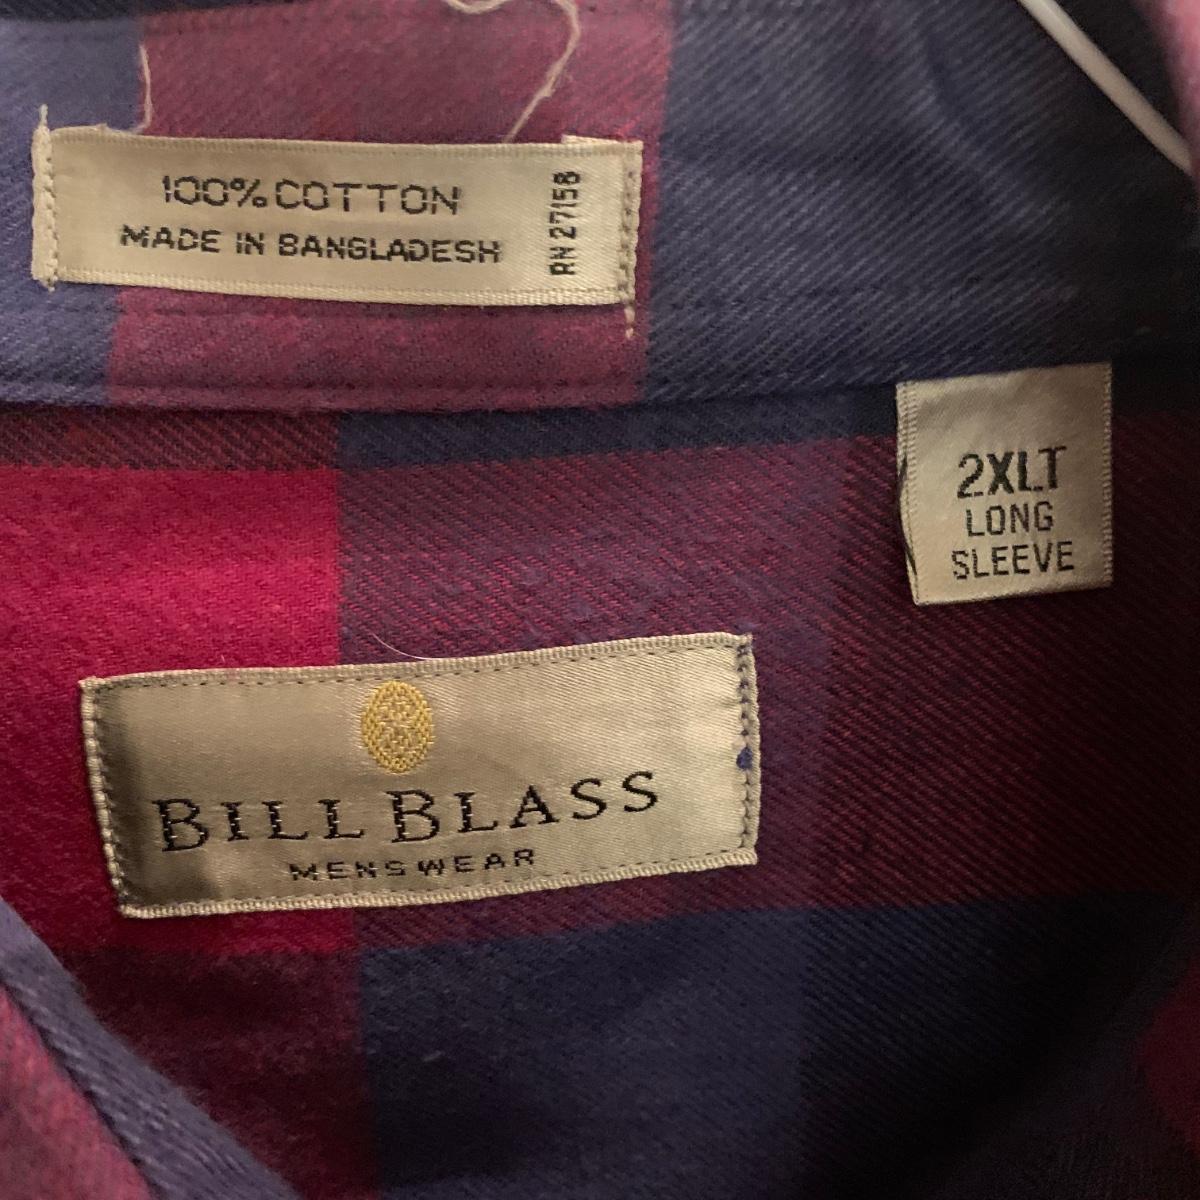 100% COTTON
MADE IN BANGLADESH
RN 27158
2XLT
LONG
SLEEVE
BILL BLASS
MENSWEAR